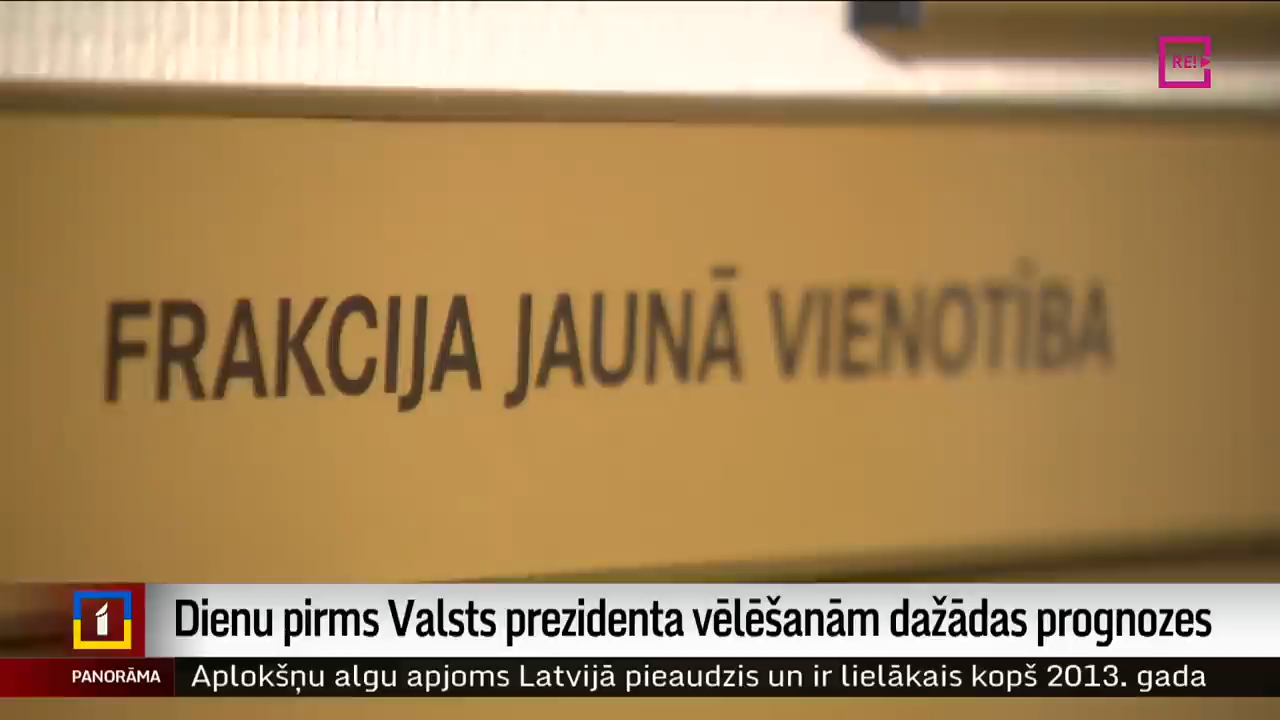 RE!
FRAKCIJA JAUNĀ VIENOTĪBA
1
Dienu pirms Valsts prezidenta vēlēšanām dažādas prognozes
PANORĀMA
Aplokšņu algu apjoms Latvijā pieaudzis un ir lielākais kopš 2013. gada